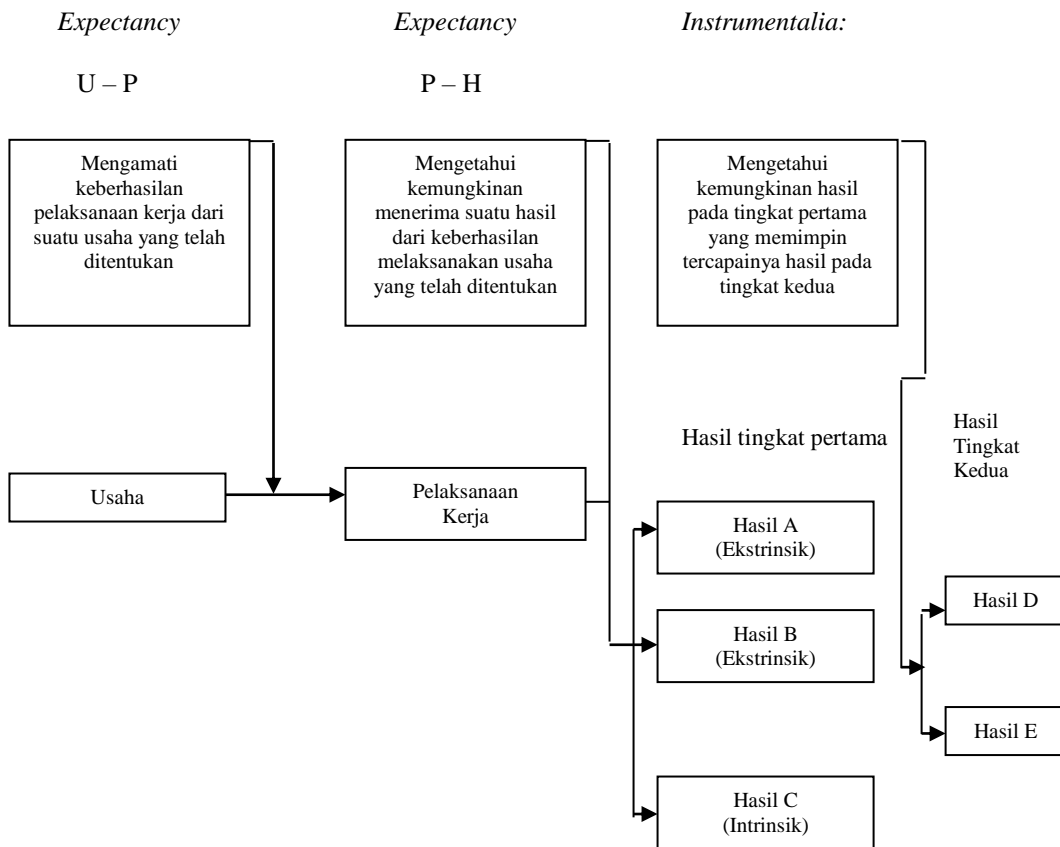 Expectancy
Expectancy
Instrumentalia:
U – P
P – H
Mengamati
keberhasilan
pelaksanaan kerja dari
suatu usaha yang telah
ditentukan
Mengetahui
kemungkinan
menerima suatu hasil
dari keberhasilan
melaksanakan usaha
yang telah ditentukan
Mengetahui
kemungkinan hasil
pada tingkat pertama
yang memimpin
tercapainya hasil pada
tingkat kedua
Hasil tingkat pertama
Hasil
Tingkat
Kedua
Usaha
Pelaksanaan
Kerja
Hasil A
(Ekstrinsik)
Hasil B
(Ekstrinsik)
Hasil C
(Intrinsik)
Hasil D
Hasil E